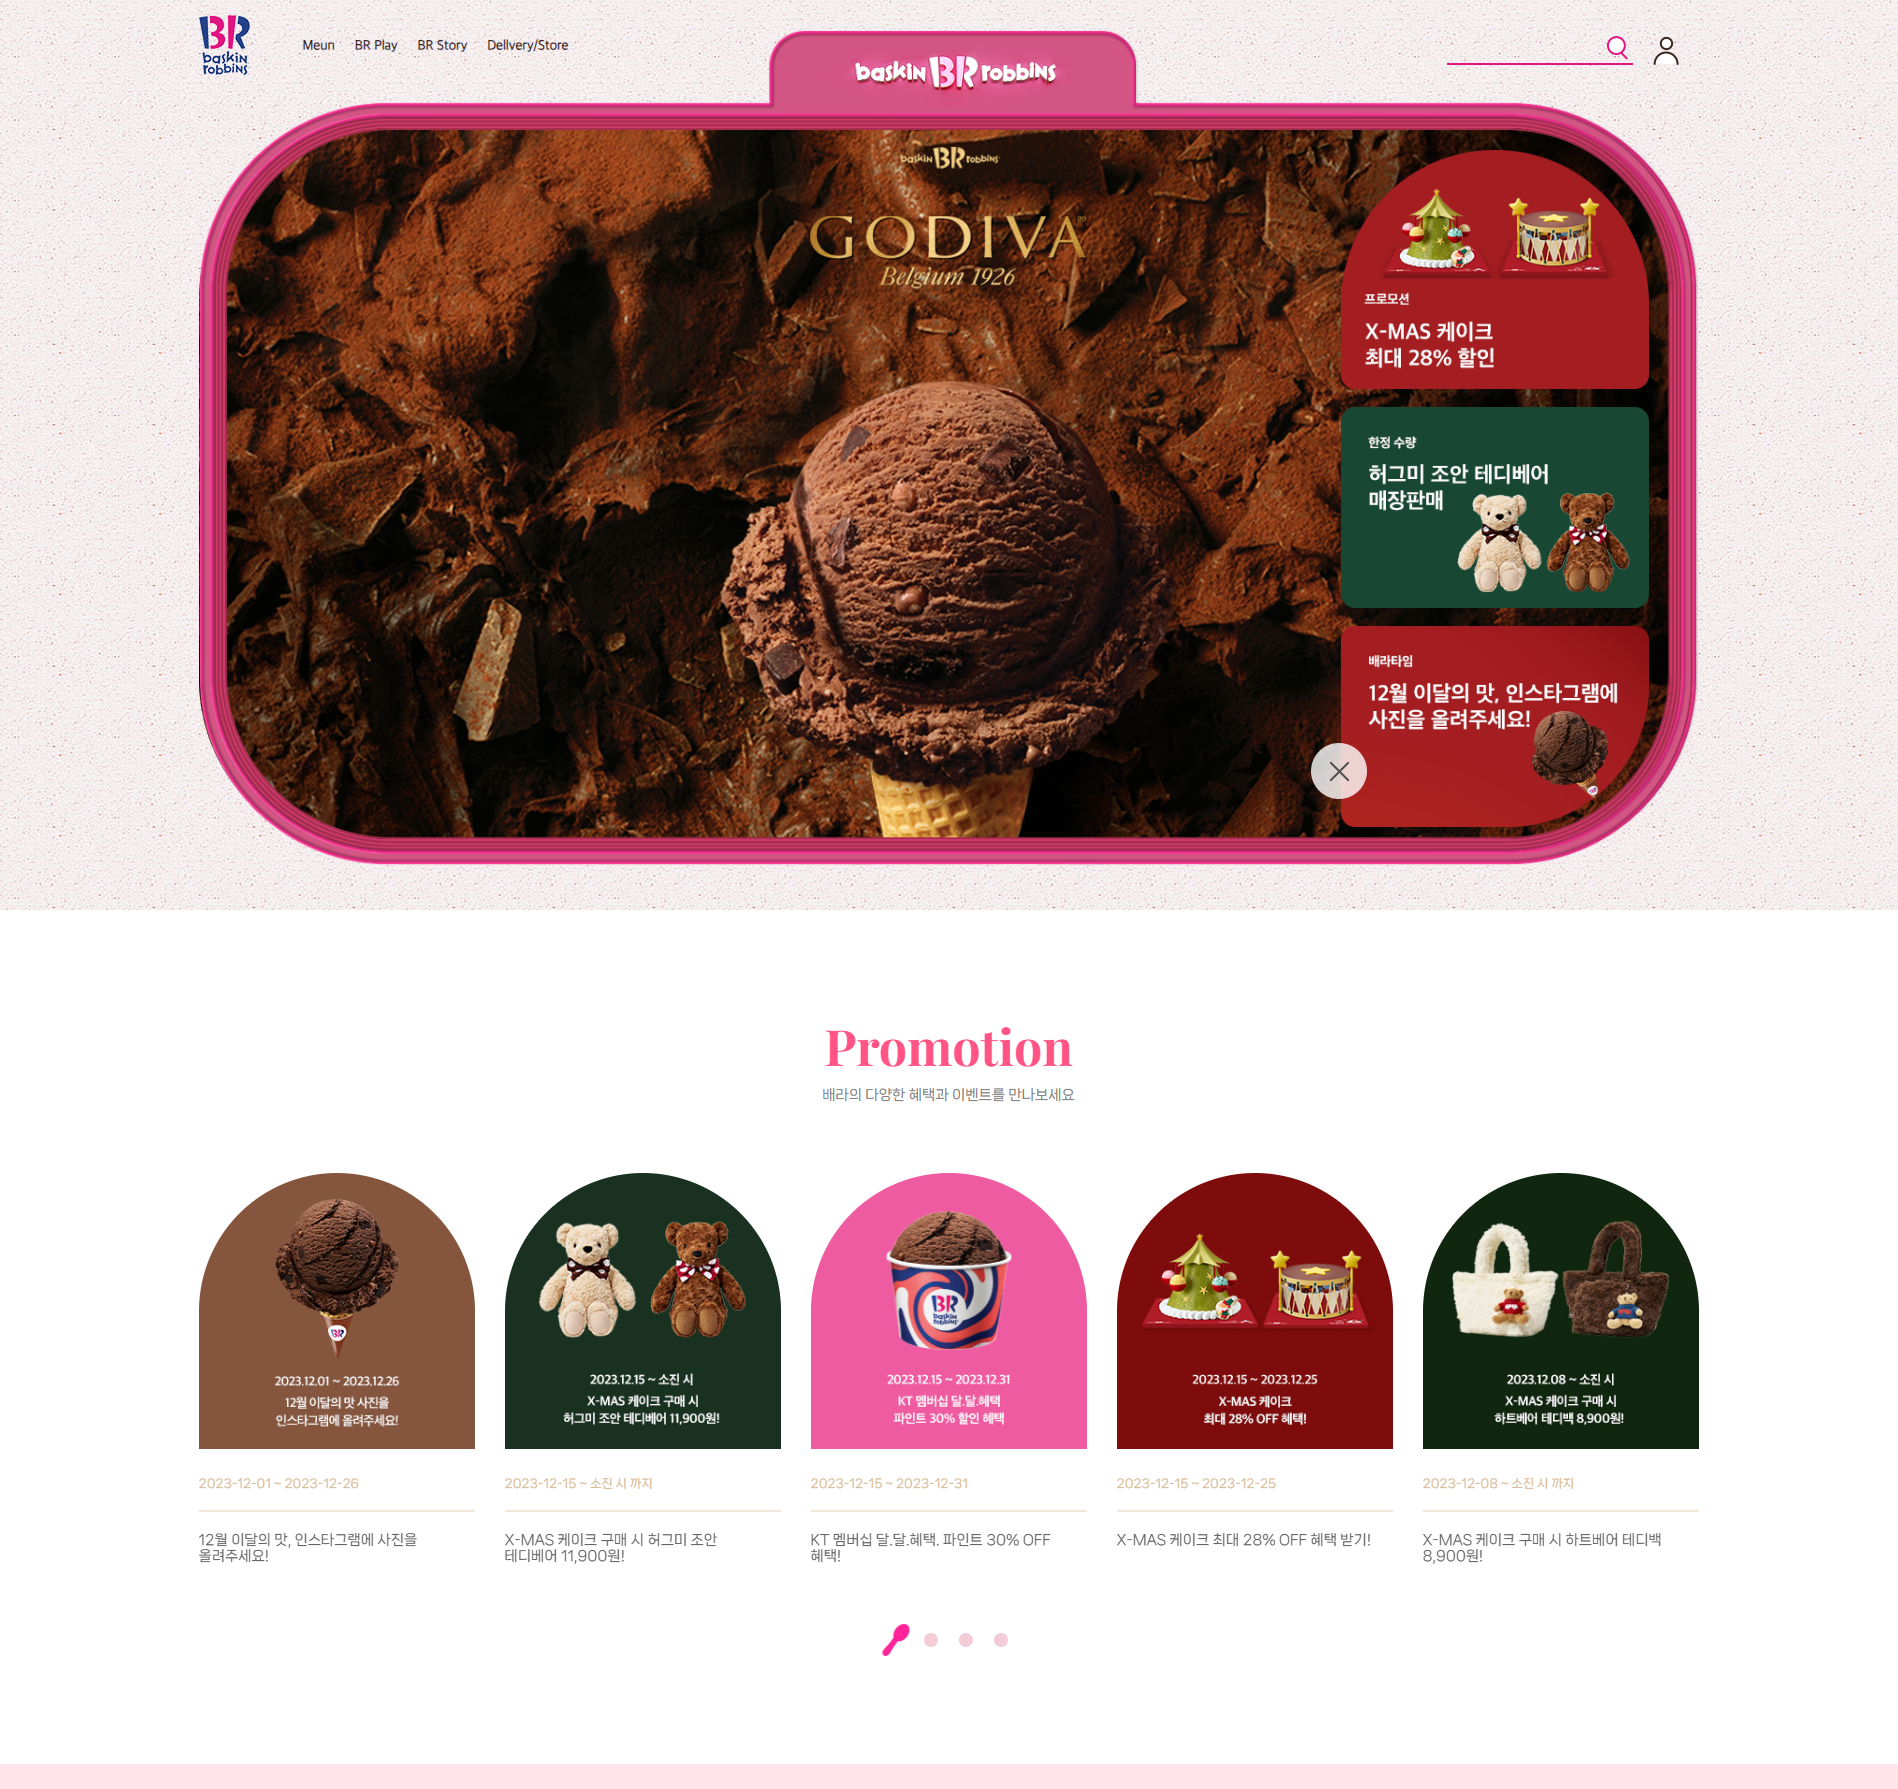 BR
baskin
robbins
Meun
BR Play
BR Story
Dellvery/Store
baskin BR robbins
baskin BR robbins
GODIVA
Belgium 1926
프로모션
X-MAS 케이크
최대 28% 할인
한정 수량
허그미 조안 테디베어
매장판매
배라타임
12월 이달의 맛, 인스타그램에
사진을 올려주세요!
BR
Promotion
배라의 다양한 혜택과 이벤트를 만나보세요
BR
2023.12.01 ~ 2023.12.26
12월 이달의 맛 사진을
인스타그램에 올려주세요!
2023-12-01 ~ 2023-12-26
12월 이달의 맛, 인스타그램에 사진을
올려주세요!
2023.12.15 ~ 소진 시
X-MAS 케이크 구매 시
허그미 조안 테디베어 11,900원!
2023-12-15 ~ 소진 시 까지
X-MAS 케이크 구매 시 허그미 조안
테디베어 11,900원!
BR
baskin
robbins
2023.12.15 ~ 2023.12.31
KT 멤버십 달.달.혜택
파인트 30% 할인 혜택
2023-12-15 ~ 2023-12-31
KT 멤버십 달.달.혜택. 파인트 30% OFF
혜택!
2023.12.15 ~ 2023.12.25
X-MAS 케이크
최대 28% OFF 혜택!
2023-12-15 ~ 2023-12-25
X-MAS 케이크 최대 28% OFF 혜택 받기!
2023.12.08 ~ 소진 시
X-MAS 케이크 구매 시
하트베어 테디백 8,900원!
2023-12-08 ~ 소진 시 까지
X-MAS 케이크 구매 시 하트베어 테디백
8,900원!